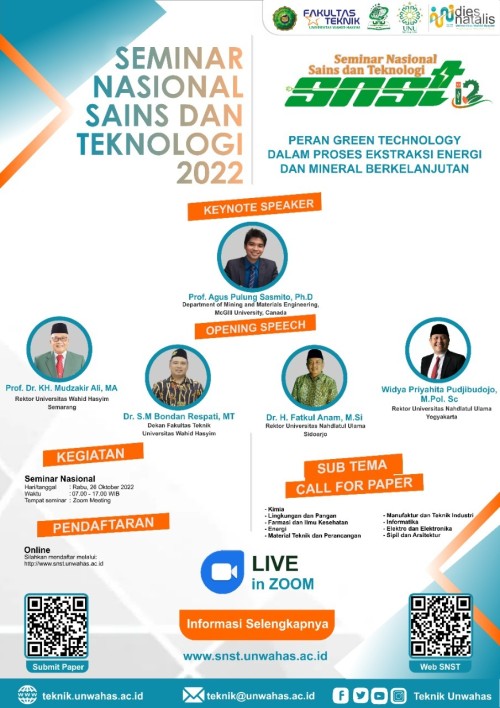 FAKULTAS
TEKNIK
UNU
dies
natalis
SEMINAR
NASIONAL
SAINS DAN
TEKNOLOGI
2022
Seminar Nasional
Sains dan Teknologi
snst 12
PERAN GREEN TECHNOLOGY
DALAM PROSES EKSTRAKSI ENERGI
DAN MINERAL BERKELANJUTAN
KEYNOTE SPEAKER
Prof. Agus Pulung Sasmito, Ph.D
Department of Mining and Materials Engineering,
McGill University, Canada
OPENING SPEECH
Prof. Dr. KH. Mudzakir Ali, MA
Rektor Universitas Wahid Hasyim
Semarang
Dr. S.M Bondan Respati, MT
Dekan Fakultas Teknik
Universitas Wahid Hasyim
Dr. H. Fatkul Anam, M.Si
Rektor Universitas Nahdlatul Ulama
Sidoarjo
Widya Priyahita Pudjibudojo,
M.Pol. Sc
Rektor Universitas Nahdlatul Ulama
Yogyakarta
KEGIATAN
Seminar Nasional
Hari/tanggal : Rabu, 26 Oktober 2022
Waktu : 07.00 - 17.00 WIB
Tempat seminar : Zoom Meeting
PENDAFTARAN
Online
Silahkan mendaftar melalui:
http://www.snst.unwahas.ac.id
SUB TEMA
CALL FOR PAPER
- Kimia
- Lingkungan dan Pangan
- Farmasi dan Ilmu Kesehatan
- Energi
- Material Teknik dan Perancangan
- Manufaktur dan Teknik Industri
- Informatika
- Elektro dan Elektronika
- Sipil dan Arsitektur
LIVE
in ZOOM
Informasi Selengkapnya
www.snst.unwahas.ac.id
Submit Paper
Web SNST
teknik.unwahas.ac.id
teknik@unwahas.ac.id
Teknik Unwahas